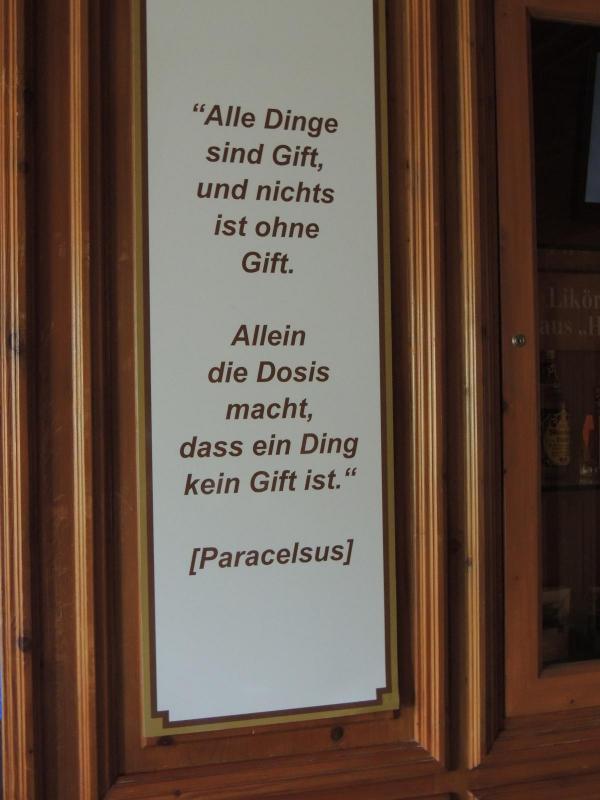 “Alle Dinge
sind Gift,
und nichts
ist ohne
Gift.
Allein
die Dosis
macht,
dass ein Ding
kein Gift ist.“
[Paracelsus]
aus „H